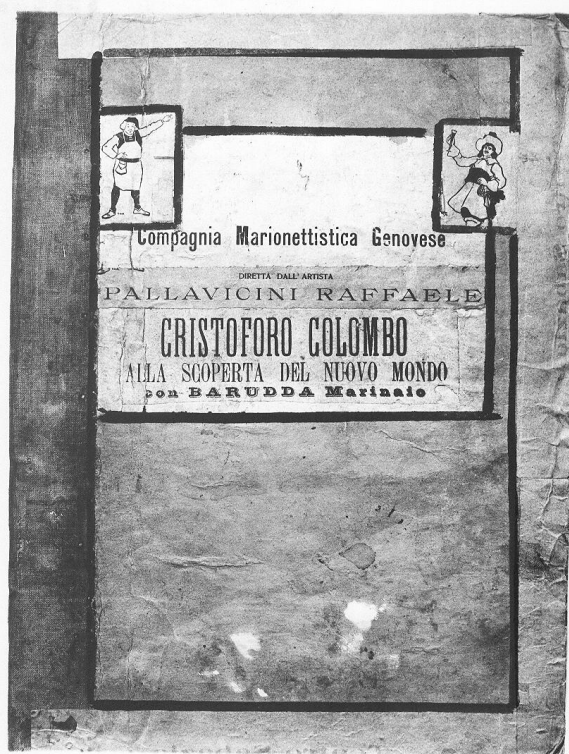 Compagnia Marionettistica Genovese
DIRETTA DALL'ARTISTA
PALLAVICINI RAFFAELE
CRISTOFORO COLOMBO
ALLA SCOPERTA DEL NUOVO MONDO
con BARUDDA Marinaio